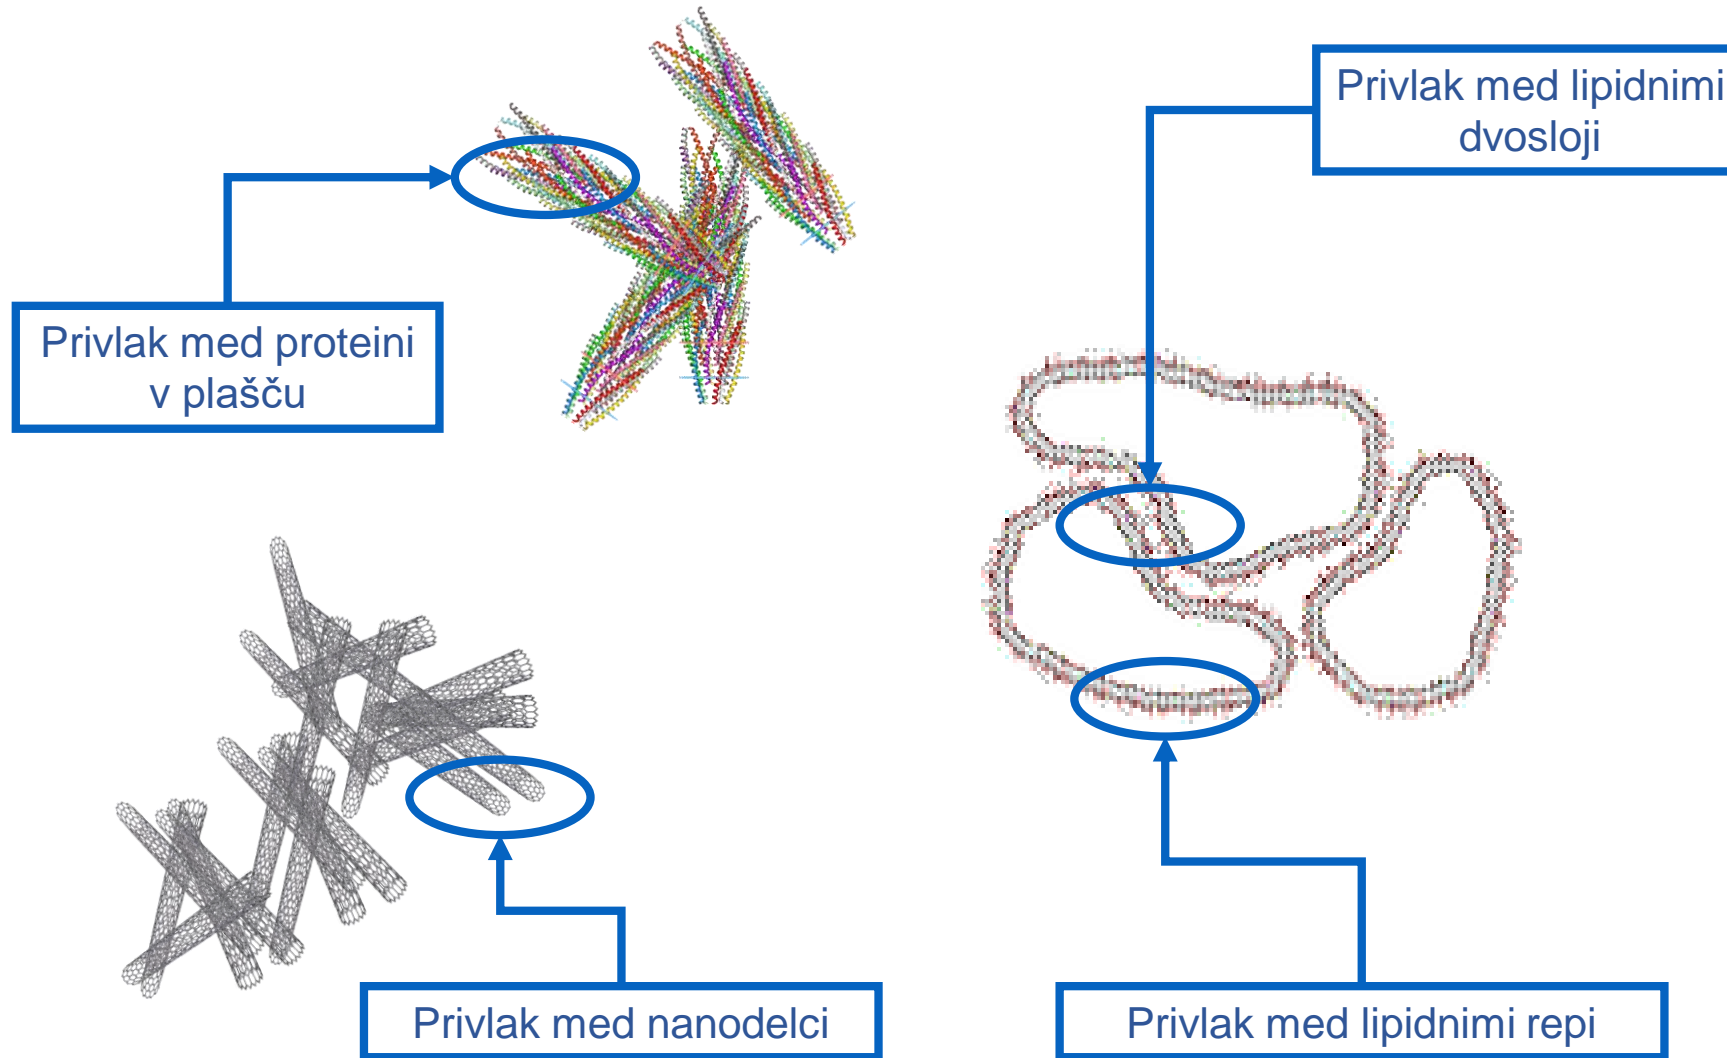 Privlak med lipidnimi
dvosloji
Privlak med proteini
v plašču
Privlak med nanodelci
Privlak med lipidnimi repi